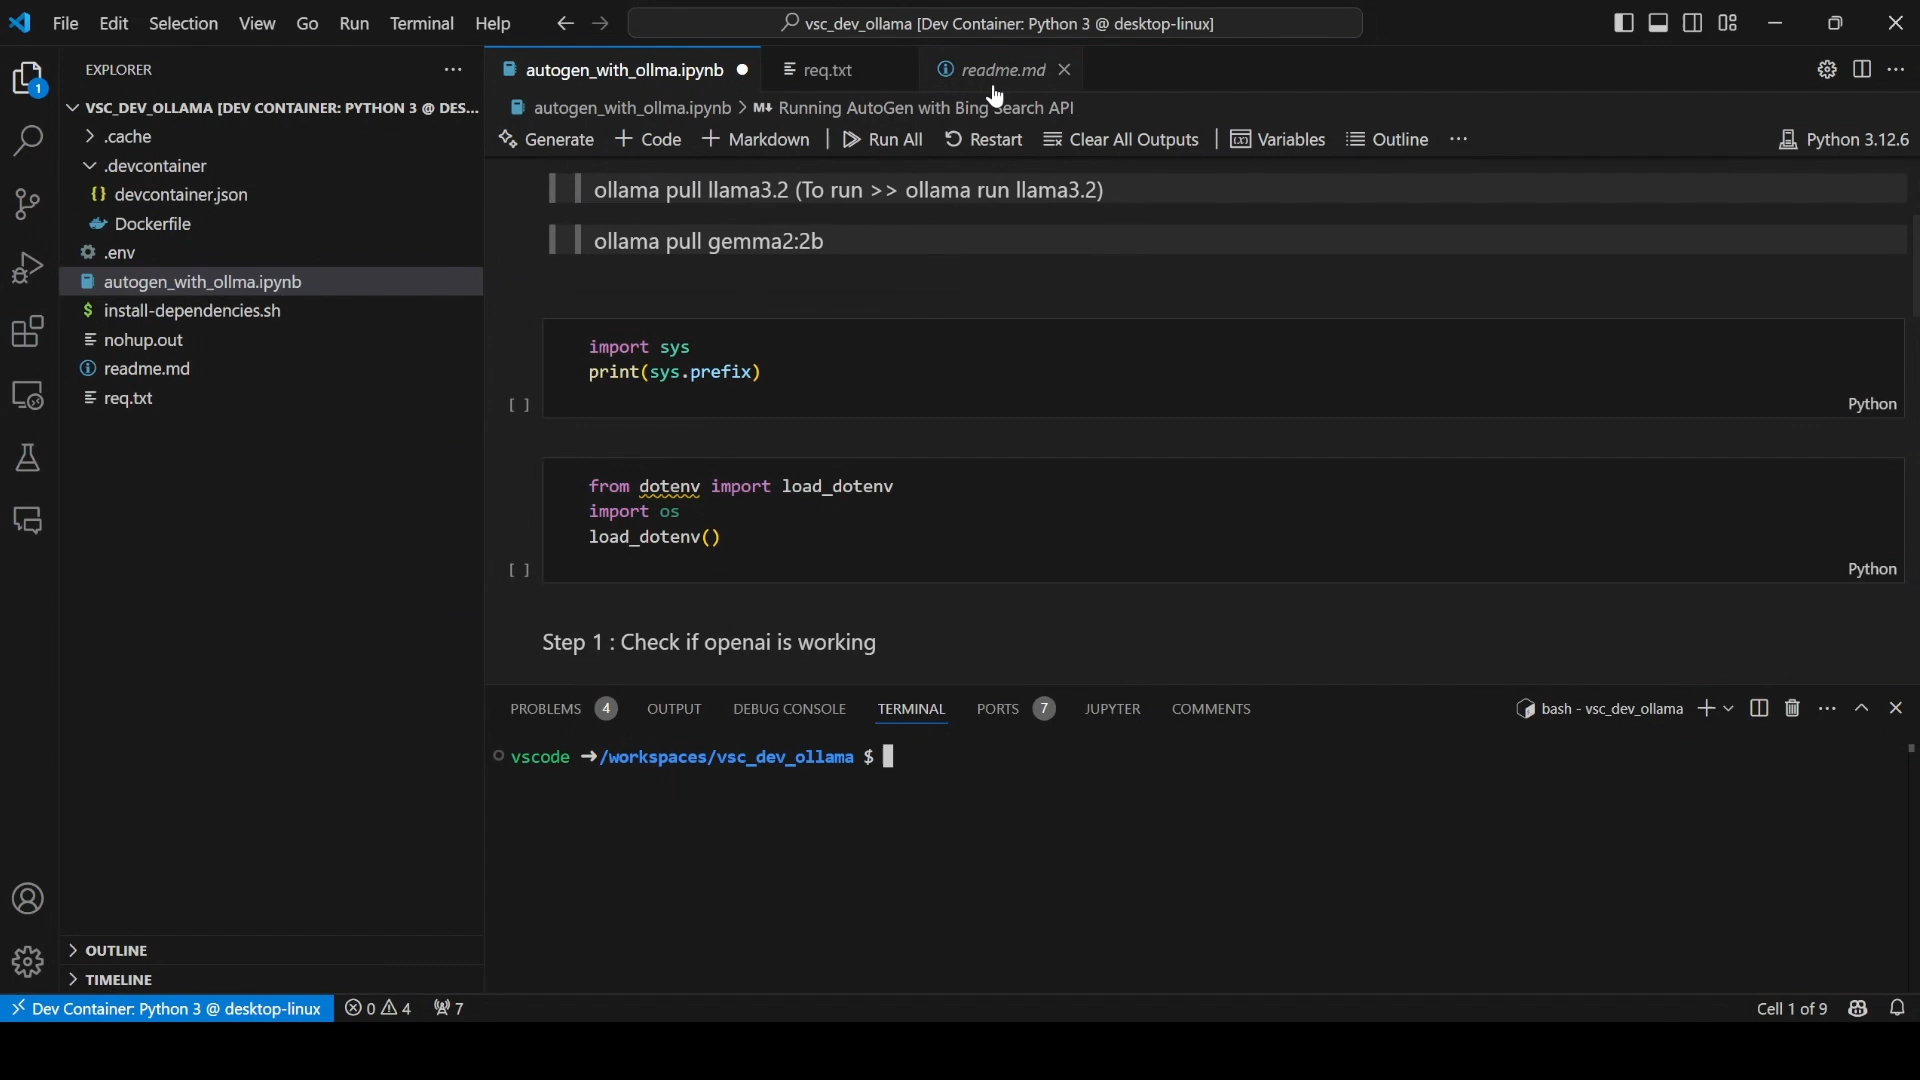 File Edit Selection View Go Run Terminal Help
vsc_dev_ollama [Dev Container: Python 3 @ desktop-linux]
EXPLORER
1
VSC_DEV_OLLAMA [DEV CONTAINER: PYTHON 3 @ DES...
.cache
.devcontainer
{} devcontainer.json
Dockerfile
.env
autogen_with_ollma.ipynb
$ install-dependencies.sh
nohup.out
readme.md
req.txt
OUTLINE
TIMELINE
autogen_with_ollma.ipynb
req.txt
readme.md
autogen_with_ollma.ipynb > M↓ Running AutoGen with Bing Search API
Generate + Code + Markdown Run All Restart Clear All Outputs Variables Outline ...
Python 3.12.6
ollama pull llama3.2 (To run >> ollama run llama3.2)
ollama pull gemma2:2b
import sys
print(sys.prefix)
[ ]
Python
from dotenv import load_dotenv
import os
load_dotenv()
[ ]
Python
Step 1 : Check if openai is working
PROBLEMS 4 OUTPUT DEBUG CONSOLE TERMINAL PORTS 7 JUPYTER COMMENTS
bash - vsc_dev_ollama
vscode ➜/workspaces/vsc_dev_ollama $
Dev Container: Python 3 @ desktop-linux
0 4
7
Cell 1 of 9